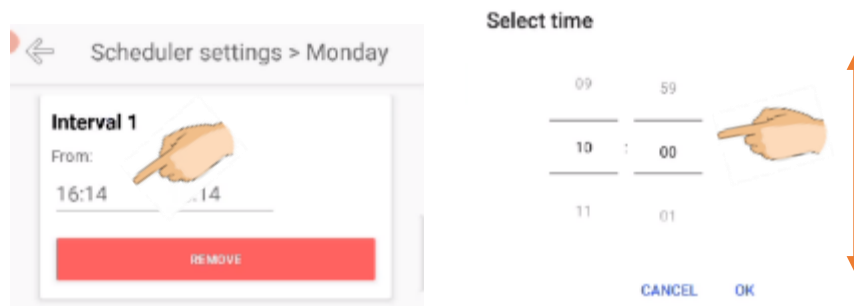 Scheduler settings > Monday
Interval 1
From:
16:14
14
REMOVE
Select time
09 59
10 : 00
11 01
CANCEL OK